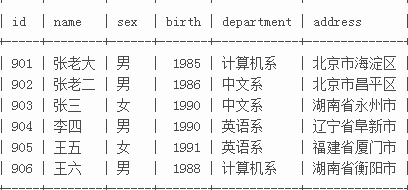 | id | name | sex | birth | department | address |
| 901 | 张老大 | 男 | 1985 | 计算机系 | 北京市海淀区 |
| 902 | 张老二 | 男 | 1986 | 中文系 | 北京市昌平区 |
| 903 | 张三 | 女 | 1990 | 中文系 | 湖南省永州市 |
| 904 | 李四 | 男 | 1990 | 英语系 | 辽宁省阜新市 |
| 905 | 王五 | 女 | 1991 | 英语系 | 福建省厦门市 |
| 906 | 王六 | 男 | 1988 | 计算机系 | 湖南省衡阳市 |